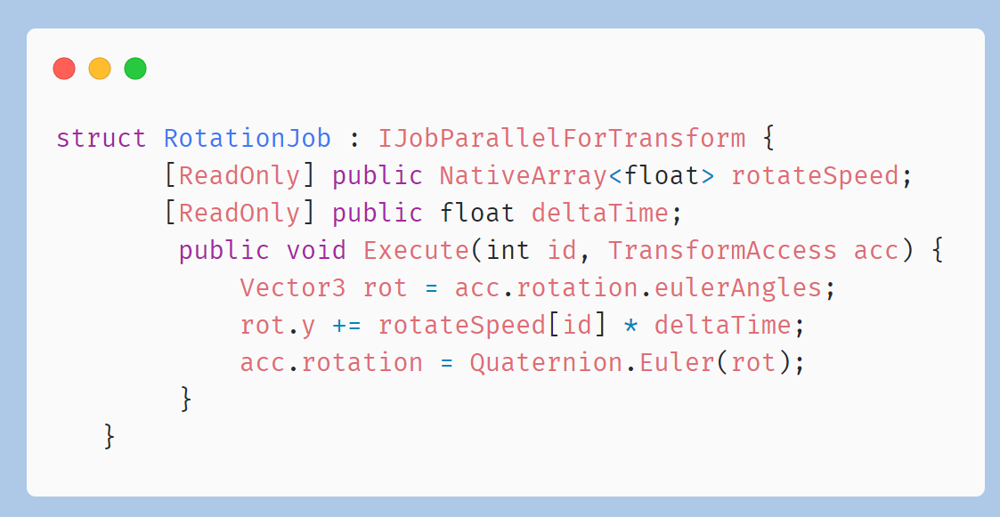 struct RotationJob : IJobParallelForTransform {
[ReadOnly] public NativeArray<float> rotateSpeed;
[ReadOnly] public float deltaTime;
public void Execute(int id, TransformAccess acc) {
Vector3 rot = acc.rotation.eulerAngles;
rot.y += rotateSpeed[id] * deltaTime;
acc.rotation = Quaternion.Euler(rot);
}
}